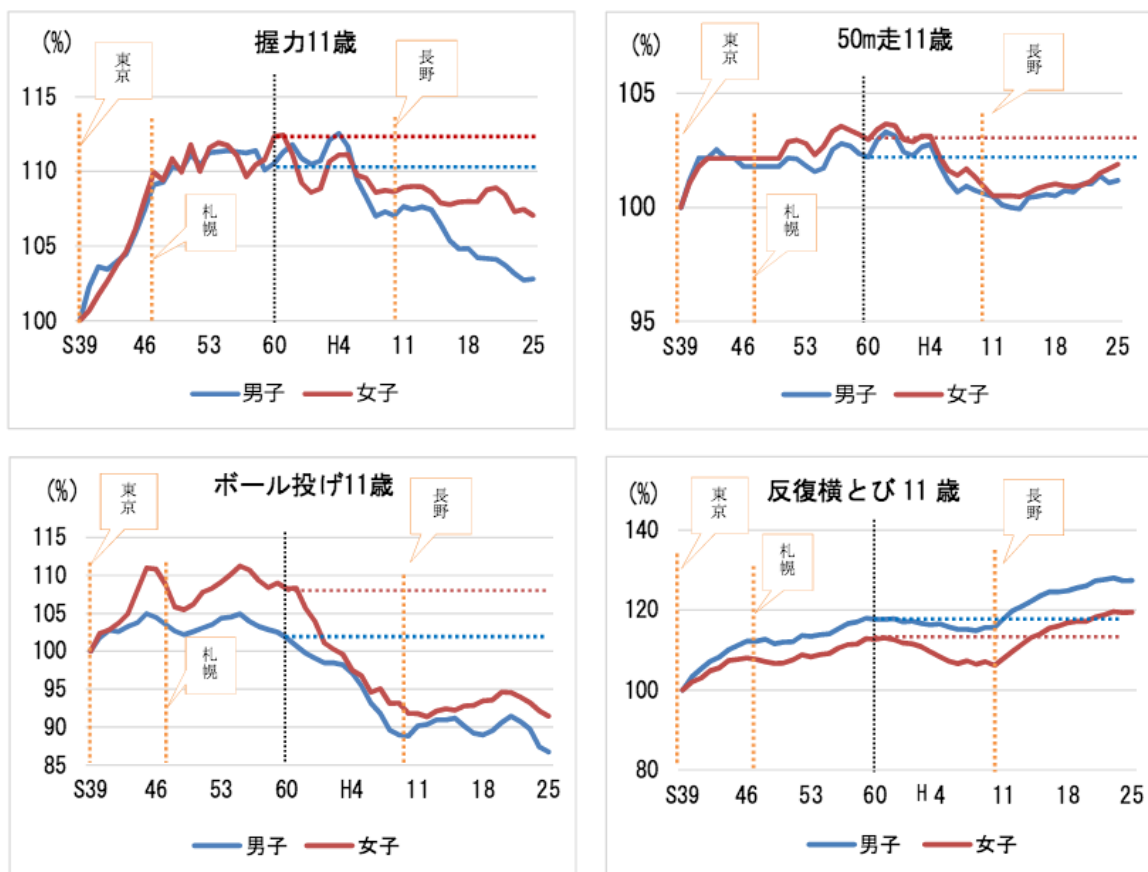 握力11歳
(%)
東京
長野
札幌
115
110
105
100
S39 46 53 60 H4 11 18 25
男子 女子
50m走11歳
(%)
東京
長野
札幌
105
100
95
S39 46 53 60 H4 11 18 25
男子 女子
ボール投げ11歳
(%)
東京
長野
札幌
115
110
105
100
95
90
85
S39 46 53 60 H4 11 18 25
男子 女子
反復横とび 11 歳
(%)
東京
長野
札幌
140
120
100
80
S39 46 53 60 H 4 11 18 25
男子 女子